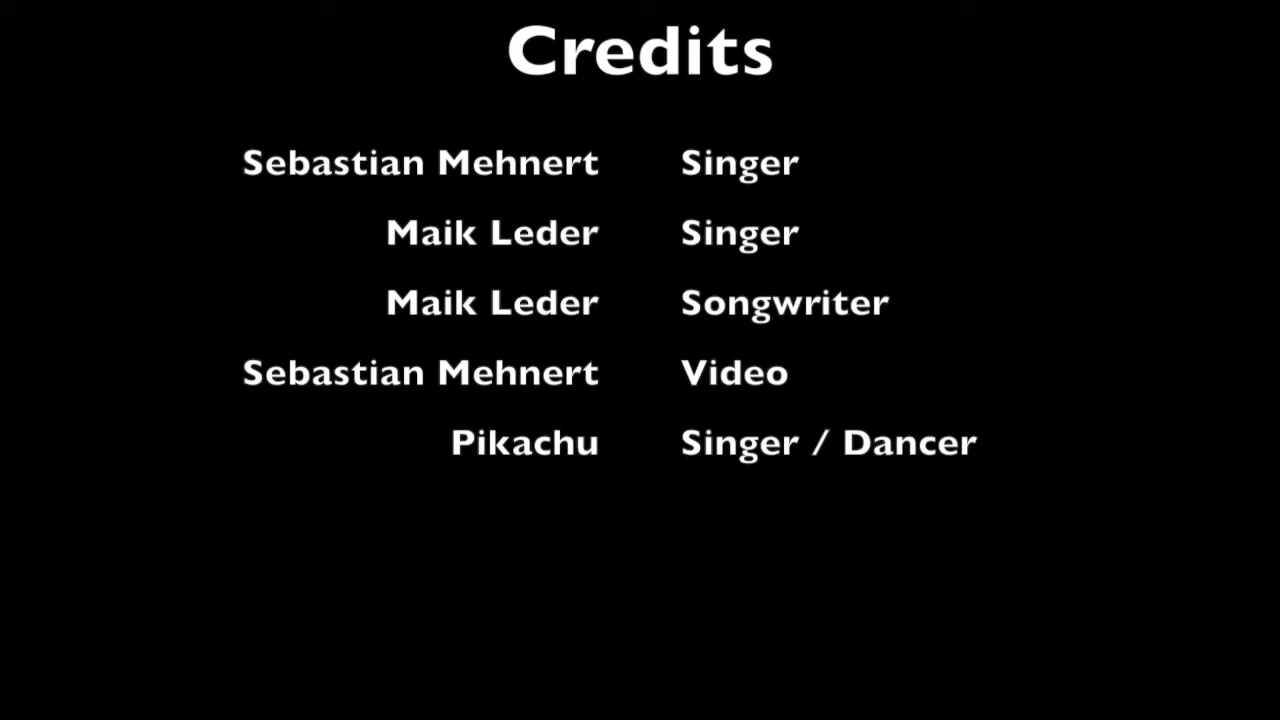 Credits
Sebastian Mehnert Singer
Maik Leder Singer
Maik Leder Songwriter
Sebastian Mehnert Video
Pikachu Singer / Dancer